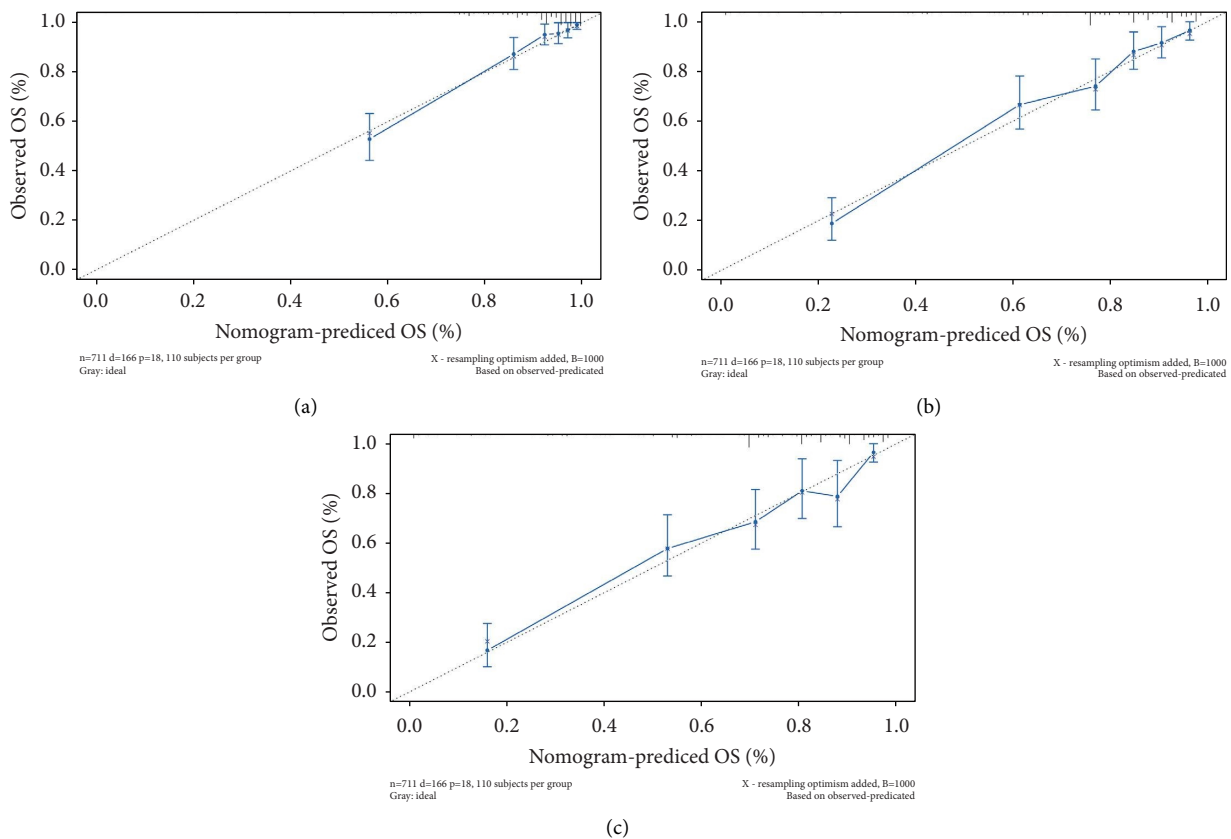 1.0
0.8
0.6
0.4
0.2
0.0
Observed OS (%)
0.0 0.2 0.4 0.6 0.8 1.0
Nomogram-prediced OS (%)
n=711 d=166 p=18, 110 subjects per group
Gray: ideal
X - resampling optimism added, B=1000
Based on observed-predicated
(a)
1.0
0.8
0.6
0.4
0.2
0.0
Observed OS (%)
0.0 0.2 0.4 0.6 0.8 1.0
Nomogram-prediced OS (%)
n=711 d=166 p=18, 110 subjects per group
Gray: ideal
X - resampling optimism added, B=1000
Based on observed-predicated
(b)
1.0
0.8
0.6
0.4
0.2
0.0
Observed OS (%)
0.0 0.2 0.4 0.6 0.8 1.0
Nomogram-prediced OS (%)
n=711 d=166 p=18, 110 subjects per group
Gray: ideal
X - resampling optimism added, B=1000
Based on observed-predicated
(c)